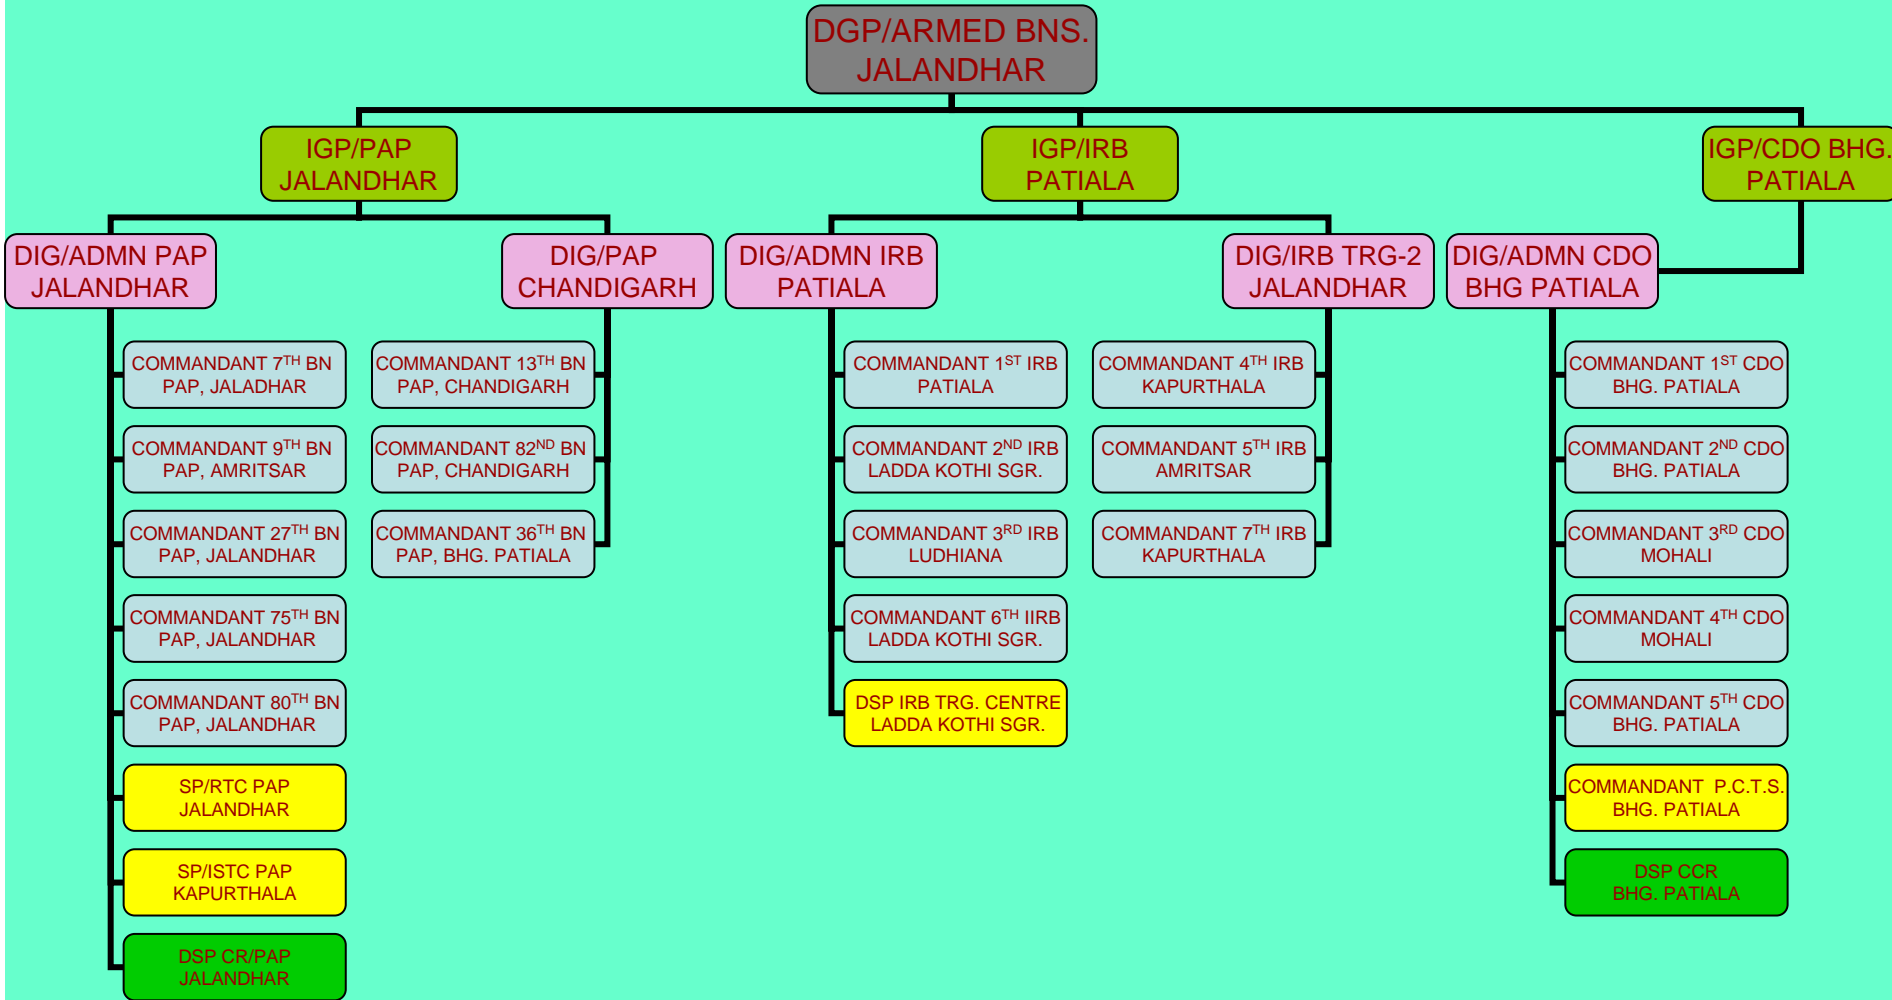 DGP/ARMED BNS.
JALANDHAR
IGP/PAP
JALANDHAR
IGP/IRB
PATIALA
IGP/CDO BHG.
PATIALA
DIG/ADMN PAP
JALANDHAR
DIG/PAP
CHANDIGARH
DIG/ADMN IRB
PATIALA
DIG/IRB TRG-2
JALANDHAR
DIG/ADMN CDO
BHG PATIALA
COMMANDANT 7TH BN
PAP, JALADHAR
COMMANDANT 9TH BN
PAP, AMRITSAR
COMMANDANT 27TH BN
PAP, JALANDHAR
COMMANDANT 75TH BN
PAP, JALANDHAR
COMMANDANT 80TH BN
PAP, JALANDHAR
SP/RTC PAP
JALANDHAR
SP/ISTC PAP
KAPURTHALA
DSP CR/PAP
JALANDHAR
COMMANDANT 13TH BN
PAP, CHANDIGARH
COMMANDANT 82ND BN
PAP, CHANDIGARH
COMMANDANT 36TH BN
PAP, BHG. PATIALA
COMMANDANT 1ST IRB
PATIALA
COMMANDANT 2ND IRB
LADDA KOTHI SGR.
COMMANDANT 3RD IRB
LUDHIANA
COMMANDANT 6TH IIRB
LADDA KOTHI SGR.
DSP IRB TRG. CENTRE
LADDA KOTHI SGR.
COMMANDANT 4TH IRB
KAPURTHALA
COMMANDANT 5TH IRB
AMRITSAR
COMMANDANT 7TH IRB
KAPURTHALA
COMMANDANT 1ST CDO
BHG. PATIALA
COMMANDANT 2ND CDO
BHG. PATIALA
COMMANDANT 3RD CDO
MOHALI
COMMANDANT 4TH CDO
MOHALI
COMMANDANT 5TH CDO
BHG. PATIALA
COMMANDANT P.C.T.S.
BHG. PATIALA
DSP CCR
BHG. PATIALA